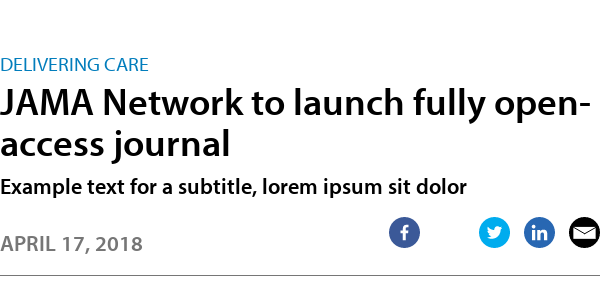 DELIVERING CARE
JAMA Network to launch fully open-
access journal
Example text for a subtitle, lorem ipsum sit dolor
APRIL 17, 2018